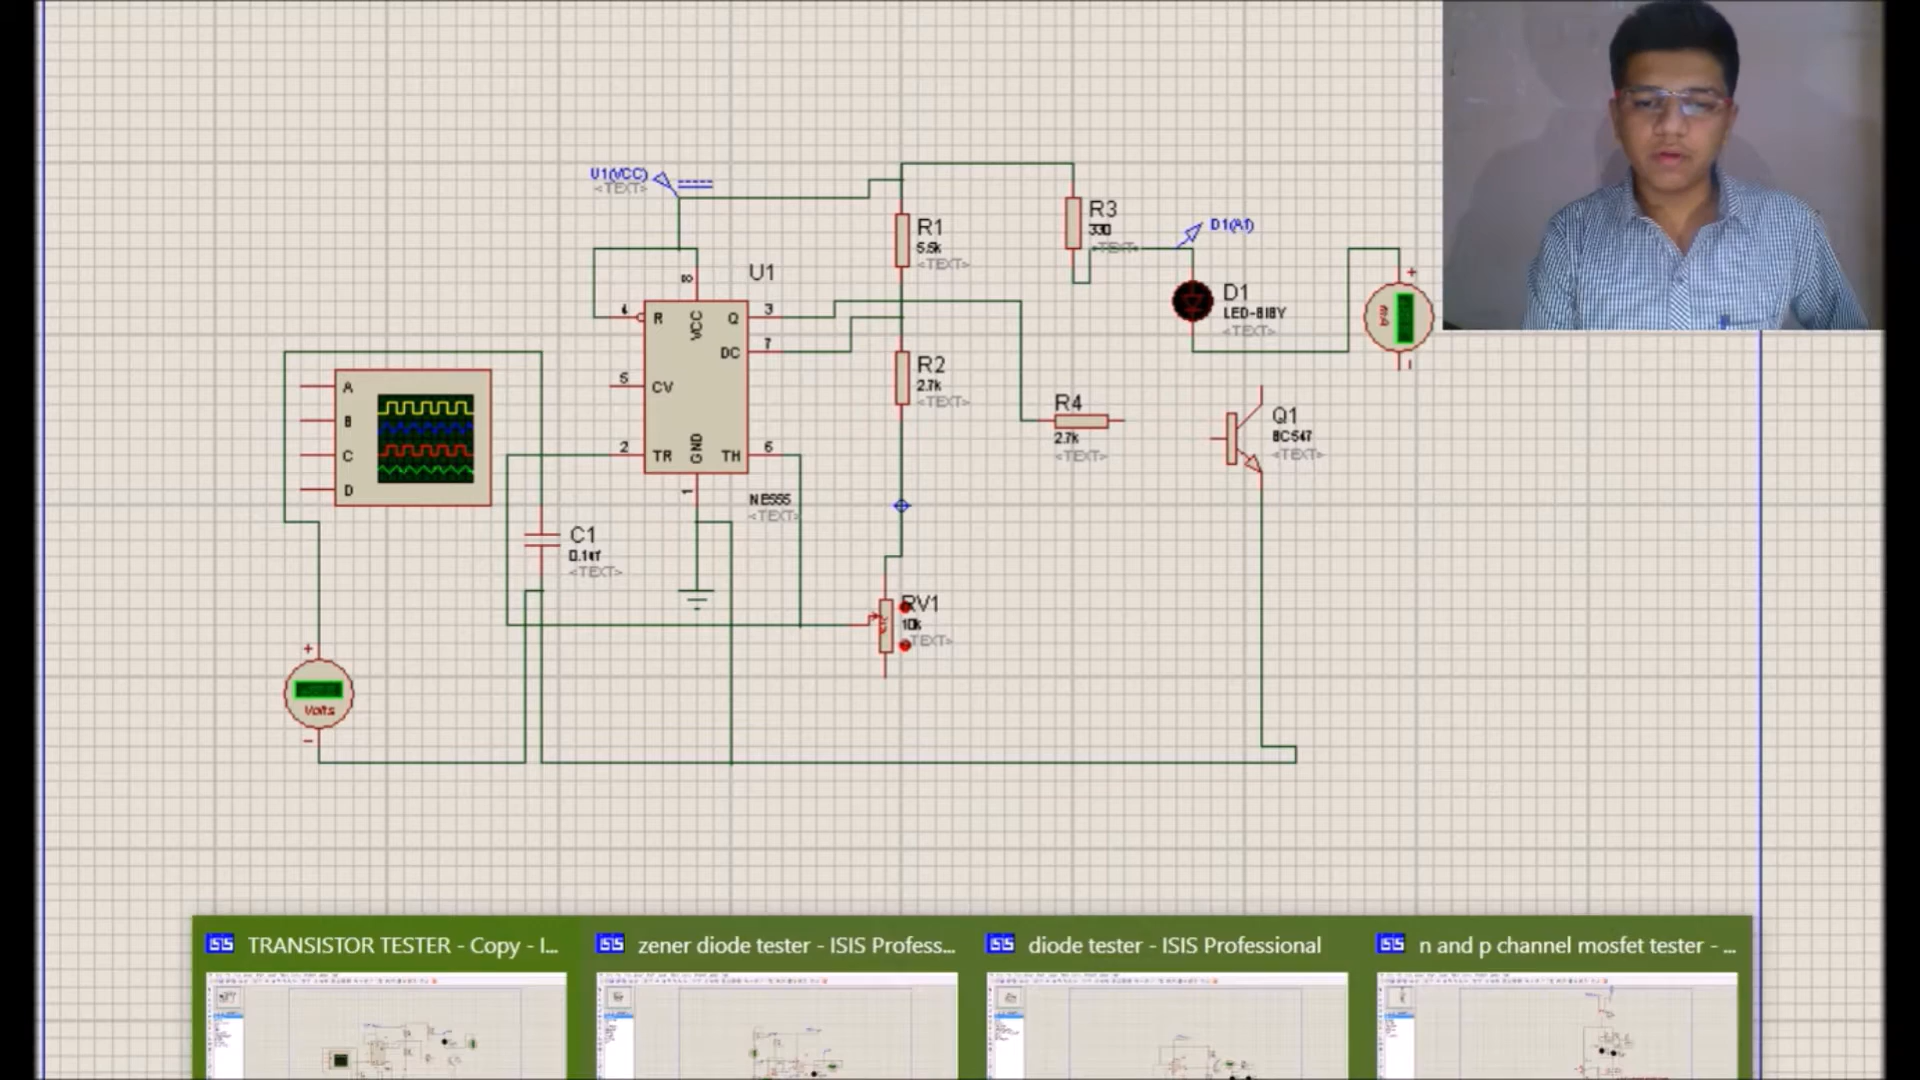 U1(VCC)
<TEXT>
R1
5.5k
<TEXT>
R3
330
<TEXT>
D1(A1)
U1
8
VCC
4
R
Q
3
DC
7
5
CV
2
TR
GND
TH
6
1
NE555
<TEXT>
R2
2.7k
<TEXT>
D1
LED-BIBY
<TEXT>
+
mA
R4
2.7k
<TEXT>
Q1
BC547
<TEXT>
A
B
C
D
C1
<TEXT>
RV1
10k
<TEXT>
+
Volts
TRANSISTOR TESTER - Copy - I...
zener diode tester - ISIS Profess...
diode tester - ISIS Professional
n and p channel mosfet tester - ...